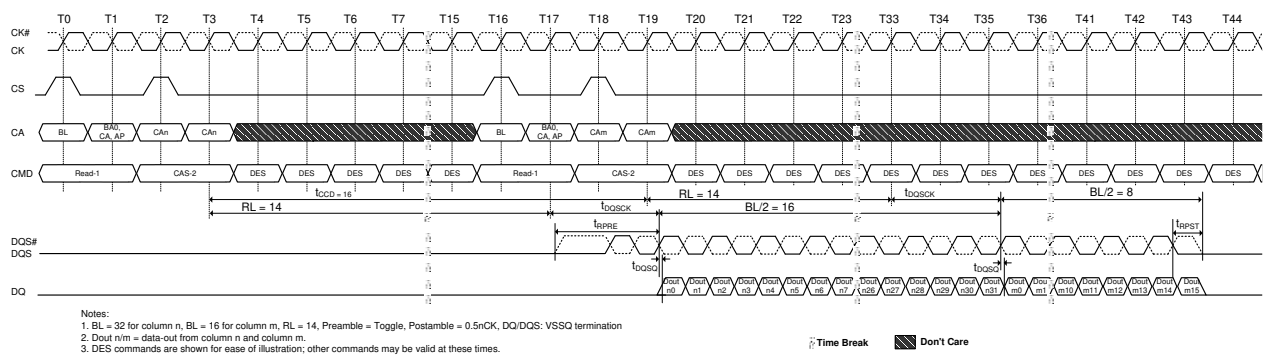 T0 T1 T2 T3 T4 T5 T6 T7 T15 T16 T17 T18 T19 T20 T21 T22 T23 T33 T34 T35 T36 T41 T42 T43 T44
CK#
CK
CS
CA BL BA0, CA, AP CAn CAn BL BA0, CA, AP CAm CAm
CMD Read-1 CAS-2 DES DES DES DES DES Read-1 CAS-2 DES DES DES DES DES DES DES DES DES DES DES DES
tCCD = 16 RL = 14 tDQSCK BL/2 = 8
RL = 14 tDQSCK BL/2 = 16
tRPRE tRPST
DQS#
DQS
tDQSQ tDQSQ
DQ Dout n0 Dout n1 Dout n2 Dout n3 Dout n4 Dout n5 Dout n6 Dout n7 Dout n26 Dout n27 Dout n28 Dout n29 Dout n30 Dout n31 Dout m0 Dout m1 Dout m10 Dout m11 Dout m12 Dout m13 Dout m14 Dout m15
Notes:
1. BL = 32 for column n, BL = 16 for column m, RL = 14, Preamble = Toggle, Postamble = 0.5nCK, DQ/DQS: VSSQ termination
2. Dout n/m = data-out from column n and column m.
3. DES commands are shown for ease of illustration; other commands may be valid at these times.
Time Break Don't Care